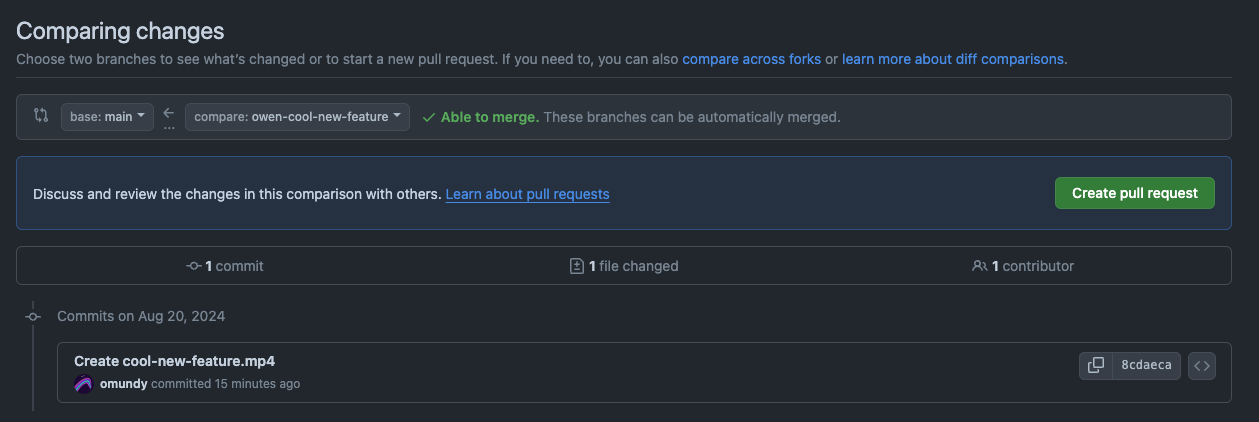 Comparing changes
Choose two branches to see what's changed or to start a new pull request. If you need to, you can also compare across forks or learn more about diff comparisons.
base: main ... compare: owen-cool-new-feature Able to merge. These branches can be automatically merged.
Discuss and review the changes in this comparison with others. Learn about pull requests Create pull request
1 commit 1 file changed 1 contributor
Commits on Aug 20, 2024
Create cool-new-feature.mp4 8cdaeca
omundy committed 15 minutes ago